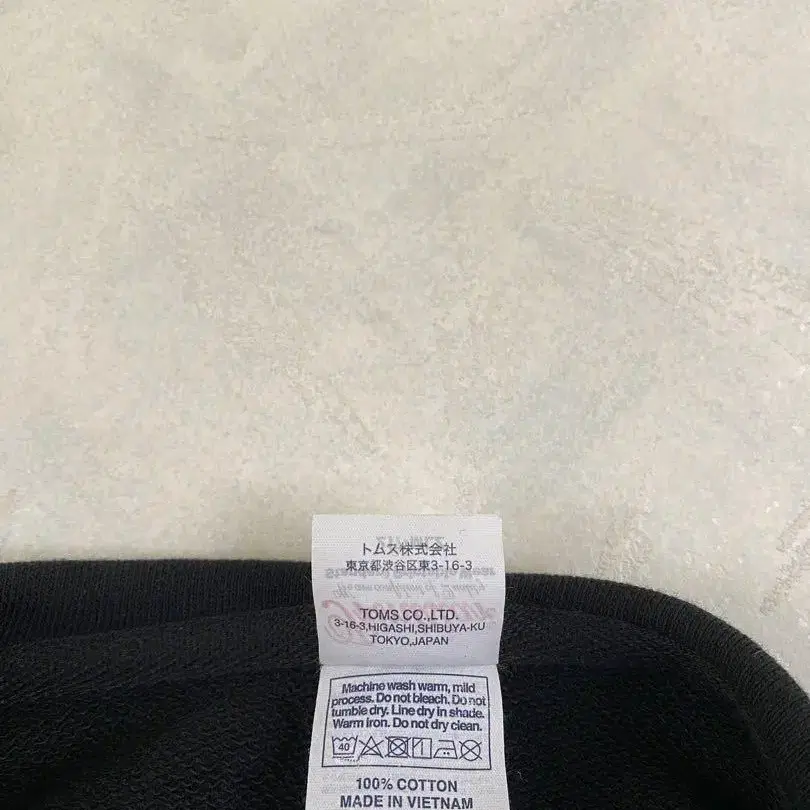 トムス株式会社
東京都渋谷区東3-16-3
TOMS CO.,LTD.
3-16-3,HIGASHI,SHIBUYA-KU
TOKYO,JAPAN
Machine wash warm, mild
process. Do not bleach. Do not
tumble dry. Line dry in shade.
Warm iron. Do not dry clean.
40
100% COTTON
MADE IN VIETNAM